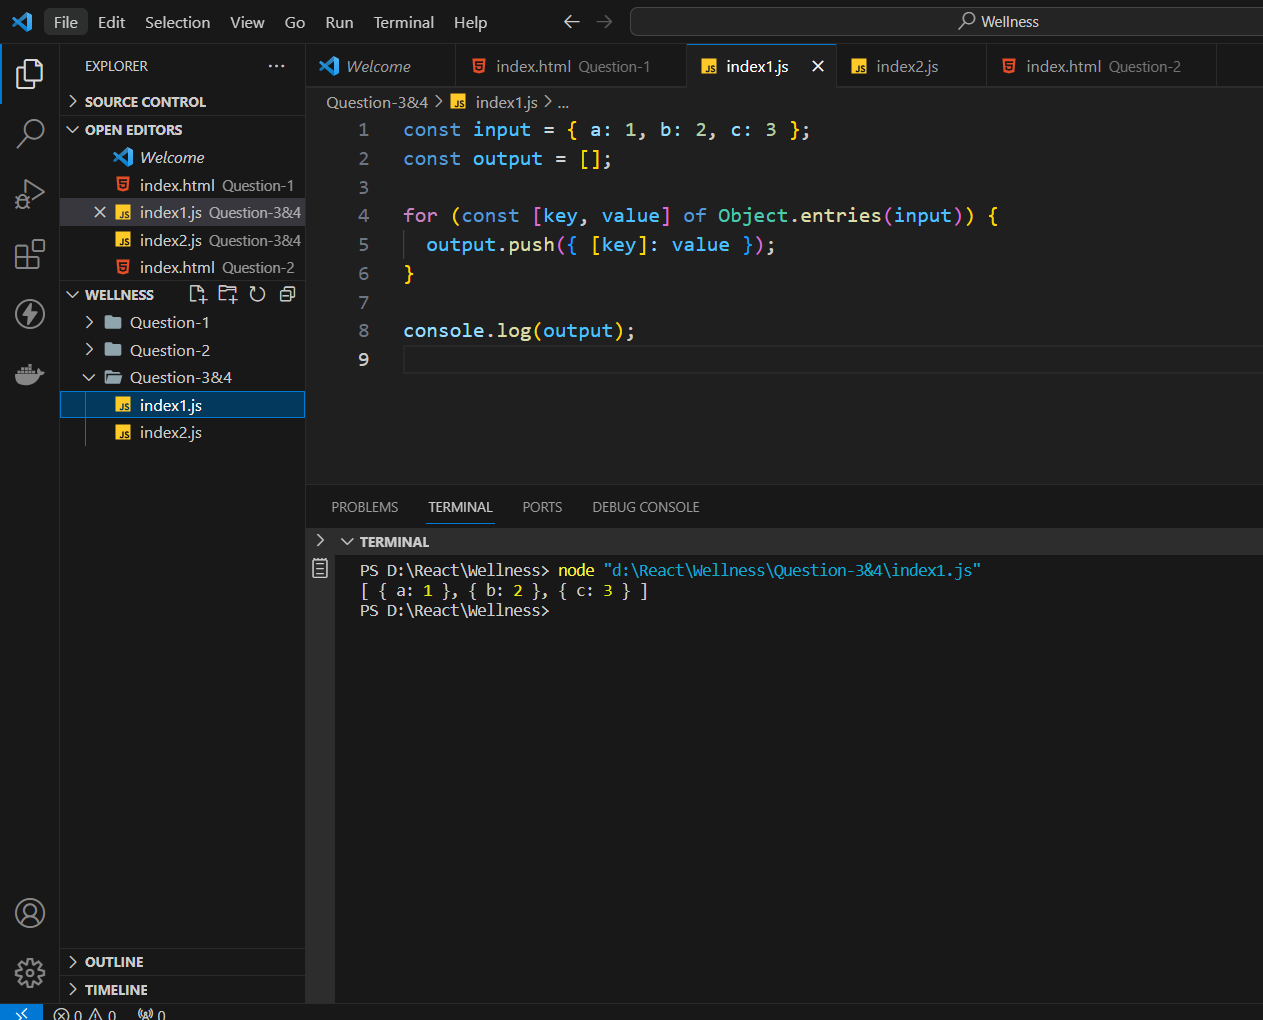 File Edit Selection View Go Run Terminal Help Wellness
EXPLORER ...
SOURCE CONTROL
OPEN EDITORS
Welcome
index.html Question-1
index1.js Question-3&4
index2.js Question-3&4
index.html Question-2
WELLNESS
Question-1
Question-2
Question-3&4
index1.js
index2.js
OUTLINE
TIMELINE
Welcome index.html Question-1 index1.js index2.js index.html Question-2
Question-3&4 > index1.js > ...
1 const input = { a: 1, b: 2, c: 3 };
2 const output = [];
3
4 for (const [key, value] of Object.entries(input)) {
5 output.push({ [key]: value });
6 }
7
8 console.log(output);
9
PROBLEMS TERMINAL PORTS DEBUG CONSOLE
TERMINAL
PS D:\React\Wellness> node "d:\React\Wellness\Question-3&4\index1.js"
[ { a: 1 }, { b: 2 }, { c: 3 } ]
PS D:\React\Wellness>
0 0 0